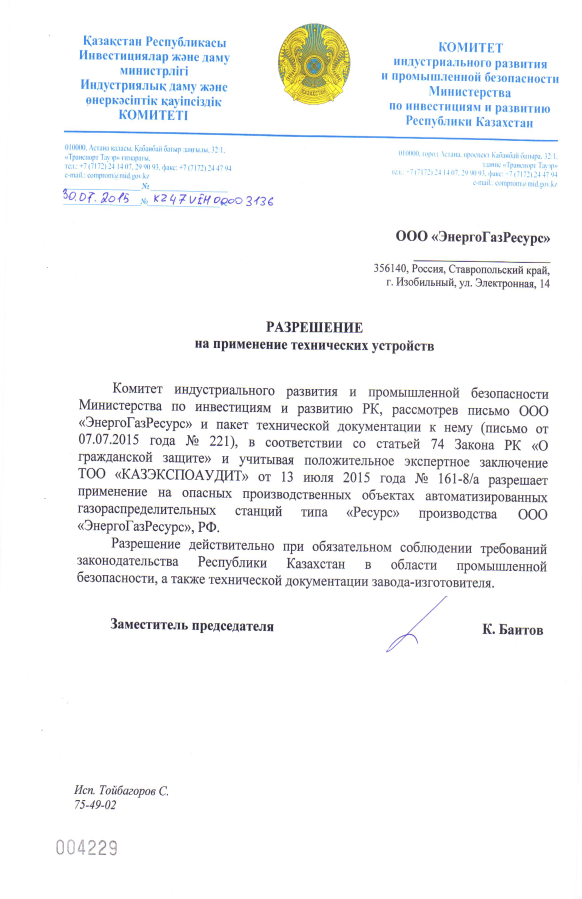 Қазақстан Республикасы
Инвестициялар және даму
министрлігі
Индустриялық даму және
өнеркәсіптік қауіпсіздік
КОМИТЕТІ
КОМИТЕТ
индустриального развития
и промышленной безопасности
Министерства
по инвестициям и развитию
Республики Казахстан
010000, Астана қаласы, Қабанбай батыр даңғылы, 32/1,
«Транспорт Тауэр» ғимараты,
тел.: +7 (7172) 24 14 07, 29 90 93, факс: +7 (7172) 24 47 94
e-mail.: comprom@mid.gov.kz
010000, город Астана, проспект Қабанбай батыра, 32/1,
здание «Транспорт Тауэр»
тел.: +7 (7172) 24 14 07, 29 90 93, факс: +7 (7172) 24 47 94
e-mail.: comprom@mid.gov.kz
№
30.07.2015 № KZ47VEH00003136
ООО «ЭнергоГазРесурс»
356140, Россия, Ставропольский край,
г. Изобильный, ул. Электронная, 14
РАЗРЕШЕНИЕ
на применение технических устройств
Комитет индустриального развития и промышленной безопасности
Министерства по инвестициям и развитию РК, рассмотрев письмо ООО
«ЭнергоГазРесурс» и пакет технической документации к нему (письмо от
07.07.2015 года № 221), в соответствии со статьей 74 Закона РК «О
гражданской защите» и учитывая положительное экспертное заключение
ТОО «КАЗЭКСПОАУДИТ» от 13 июля 2015 года № 161-8/а разрешает
применение на опасных производственных объектах автоматизированных
газораспределительных станций типа «Ресурс» производства ООО
«ЭнергоГазРесурс», РФ.
Разрешение действительно при обязательном соблюдении требований
законодательства Республики Казахстан в области промышленной
безопасности, а также технической документации завода-изготовителя.
Заместитель председателя
К. Баитов
Исп. Тойбагоров С.
75-49-02
004229